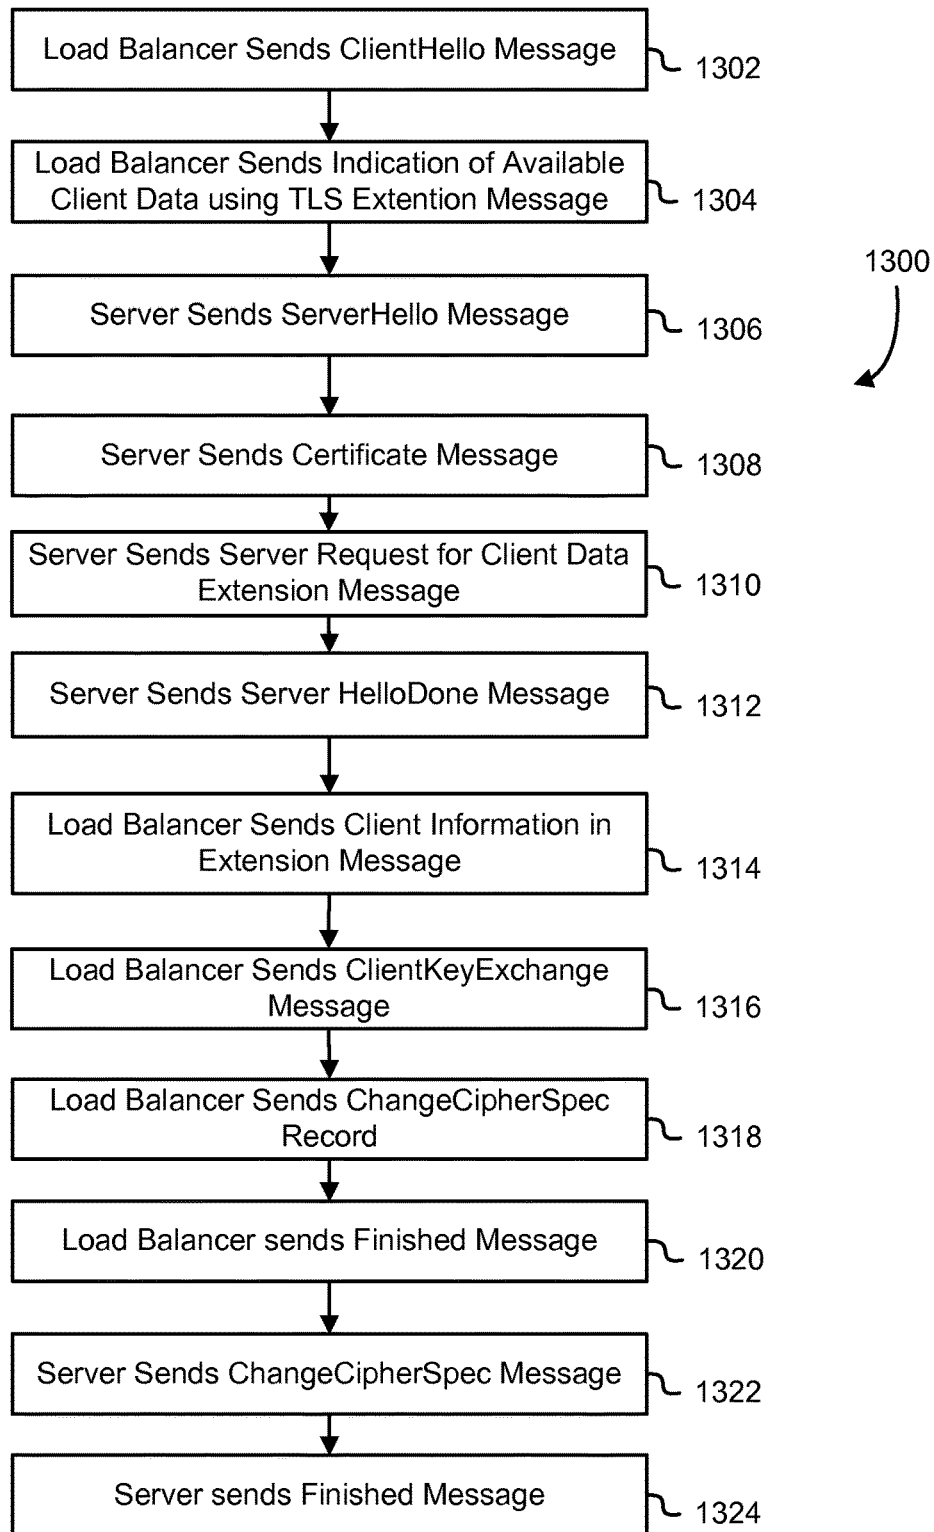 Load Balancer Sends ClientHello Message
1302
Load Balancer Sends Indication of Available
Client Data using TLS Extention Message
1304
1300
Server Sends ServerHello Message
1306
Server Sends Certificate Message
1308
Server Sends Server Request for Client Data
Extension Message
1310
Server Sends Server HelloDone Message
1312
Load Balancer Sends Client Information in
Extension Message
1314
Load Balancer Sends ClientKeyExchange
Message
1316
Load Balancer Sends ChangeCipherSpec
Record
1318
Load Balancer sends Finished Message
1320
Server Sends ChangeCipherSpec Message
1322
Server sends Finished Message
1324